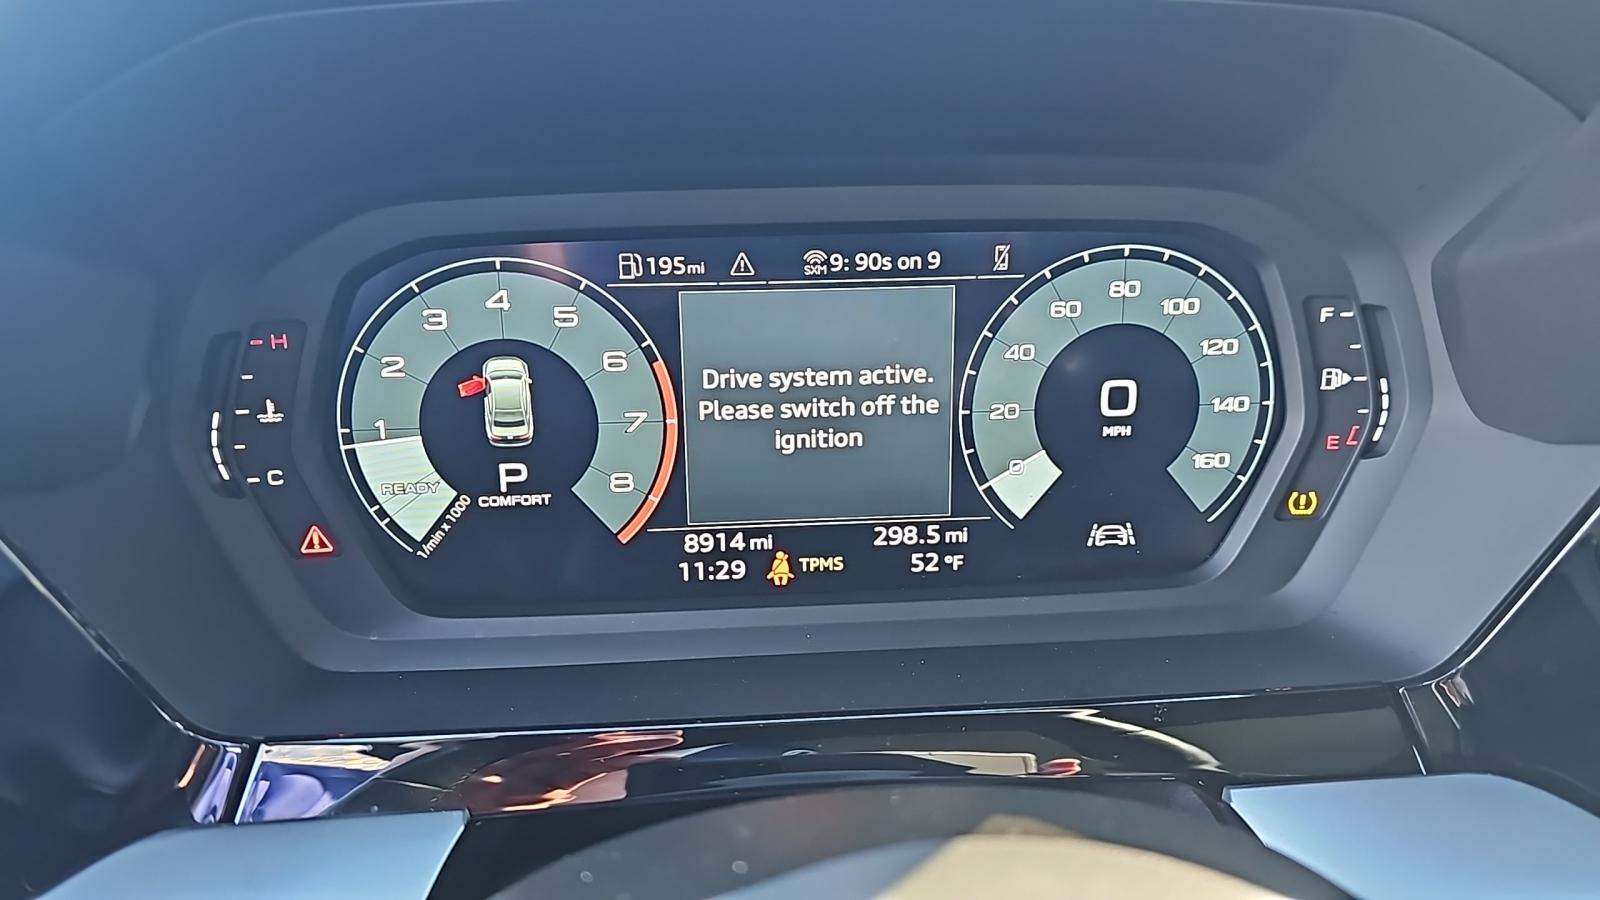 195mi
SXM 9: 90s on 9
H
C
1
2
3
4
5
6
7
8
READY
1/min x 1000
P
COMFORT
Drive system active.
Please switch off the
ignition
0
20
40
60
80
100
120
140
160
0
MPH
F
E
8914 mi
298.5 mi
11:29
TPMS
52 °F